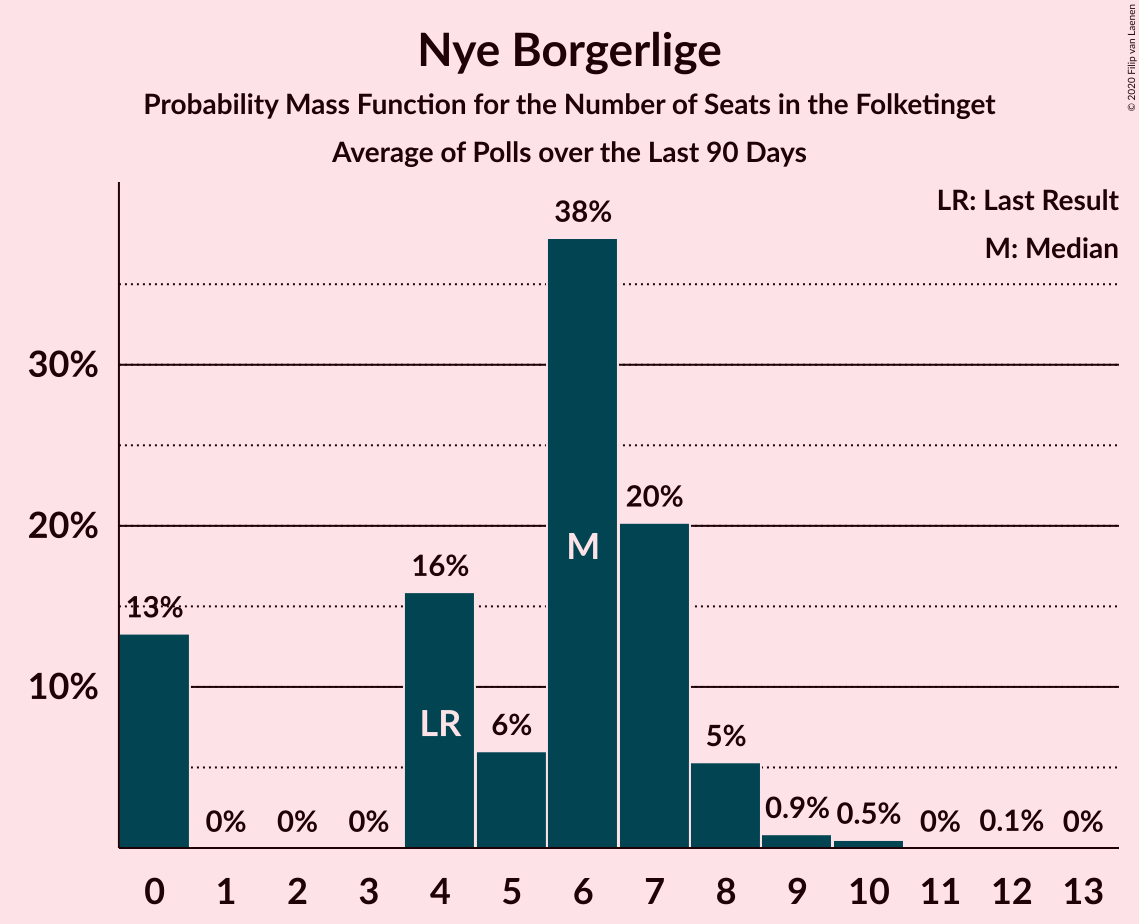 Nye Borgerlige
Probability Mass Function for the Number of Seats in the Folketinget
Average of Polls over the Last 90 Days
© 2020 Filip van Laenen
LR: Last Result
M: Median
38%
30%
20%
M
20%
16%
13%
10%
LR
6%
5%
0% 0% 0% 0.9% 0.5% 0% 0.1% 0%
0 1 2 3 4 5 6 7 8 9 10 11 12 13